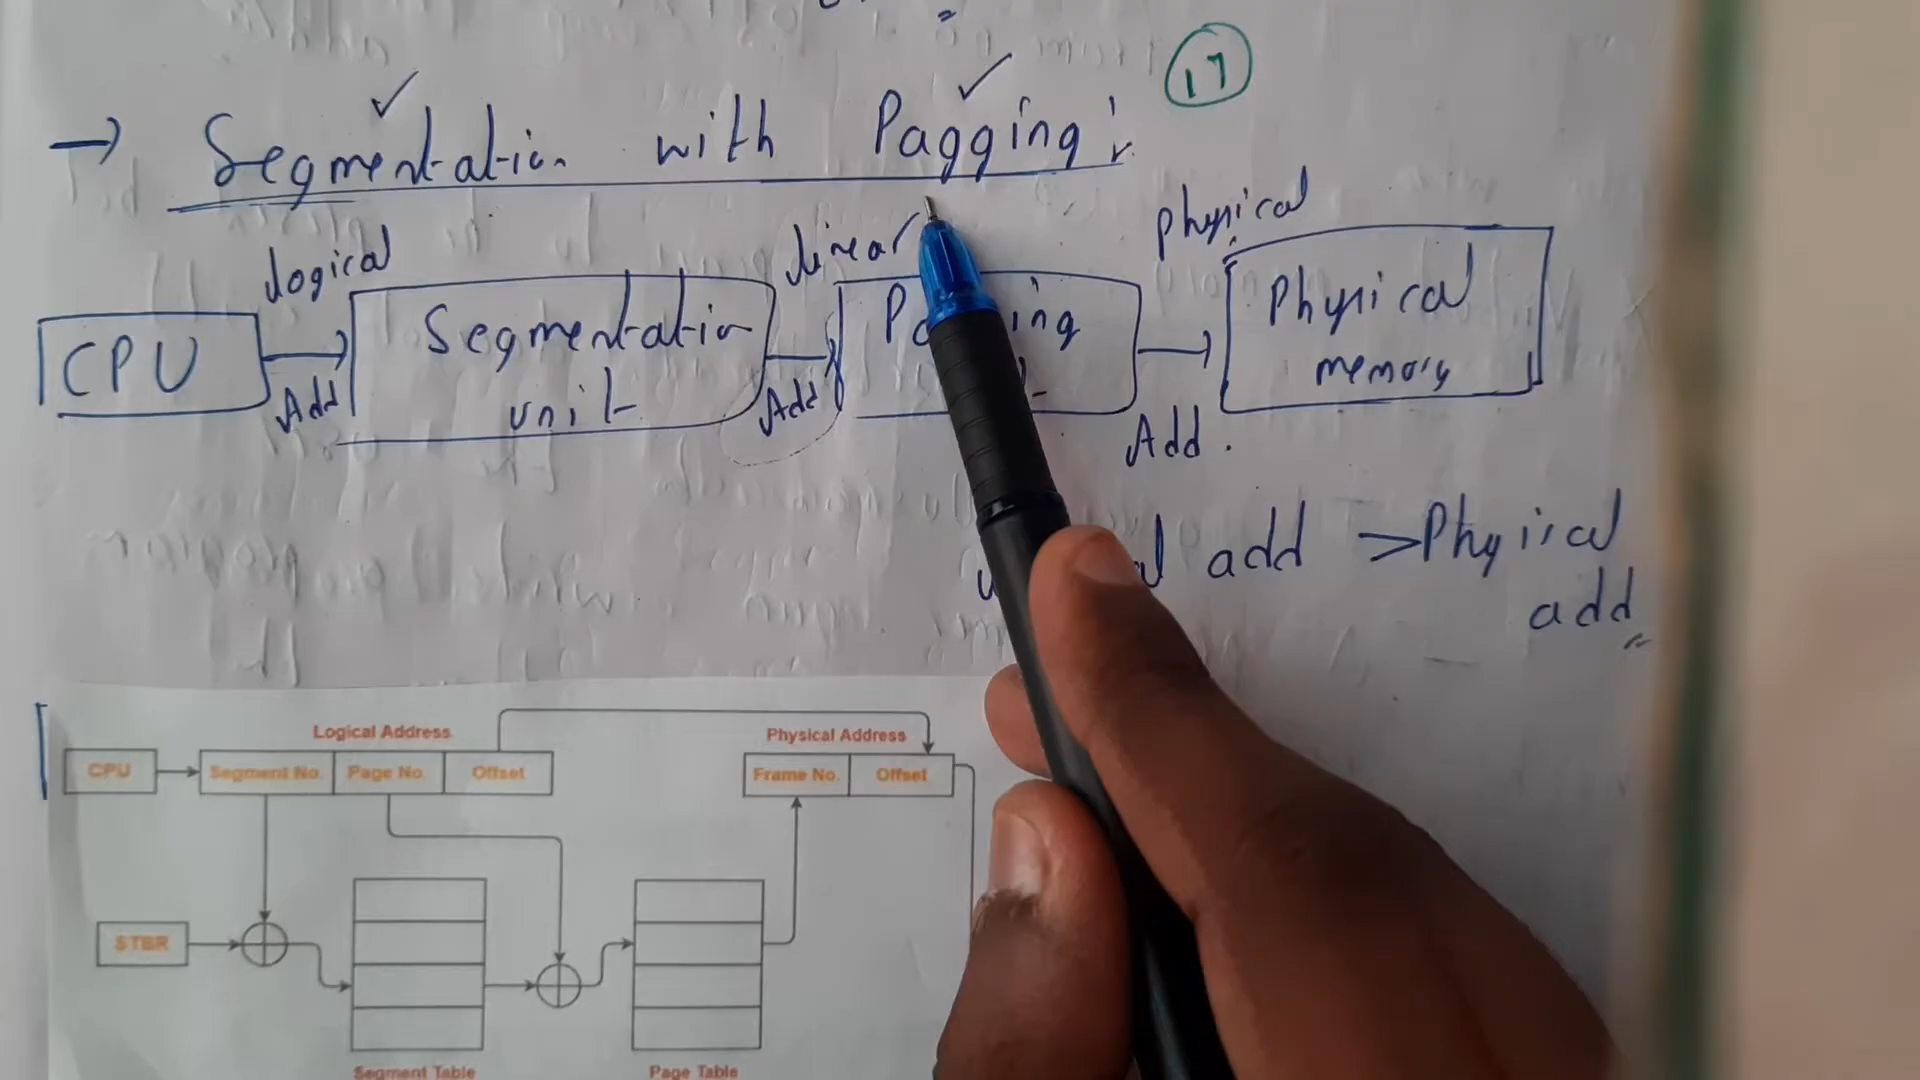 17
→ Segmentation with Pagging:
logical linear physical
CPU Segmentation unit Physical memory
Add Add Add.
add > Physical
add
Logical Address Physical Address
CPU Segment No. Page No. Offset Frame No. Offset
STBR
Segment Table Page Table